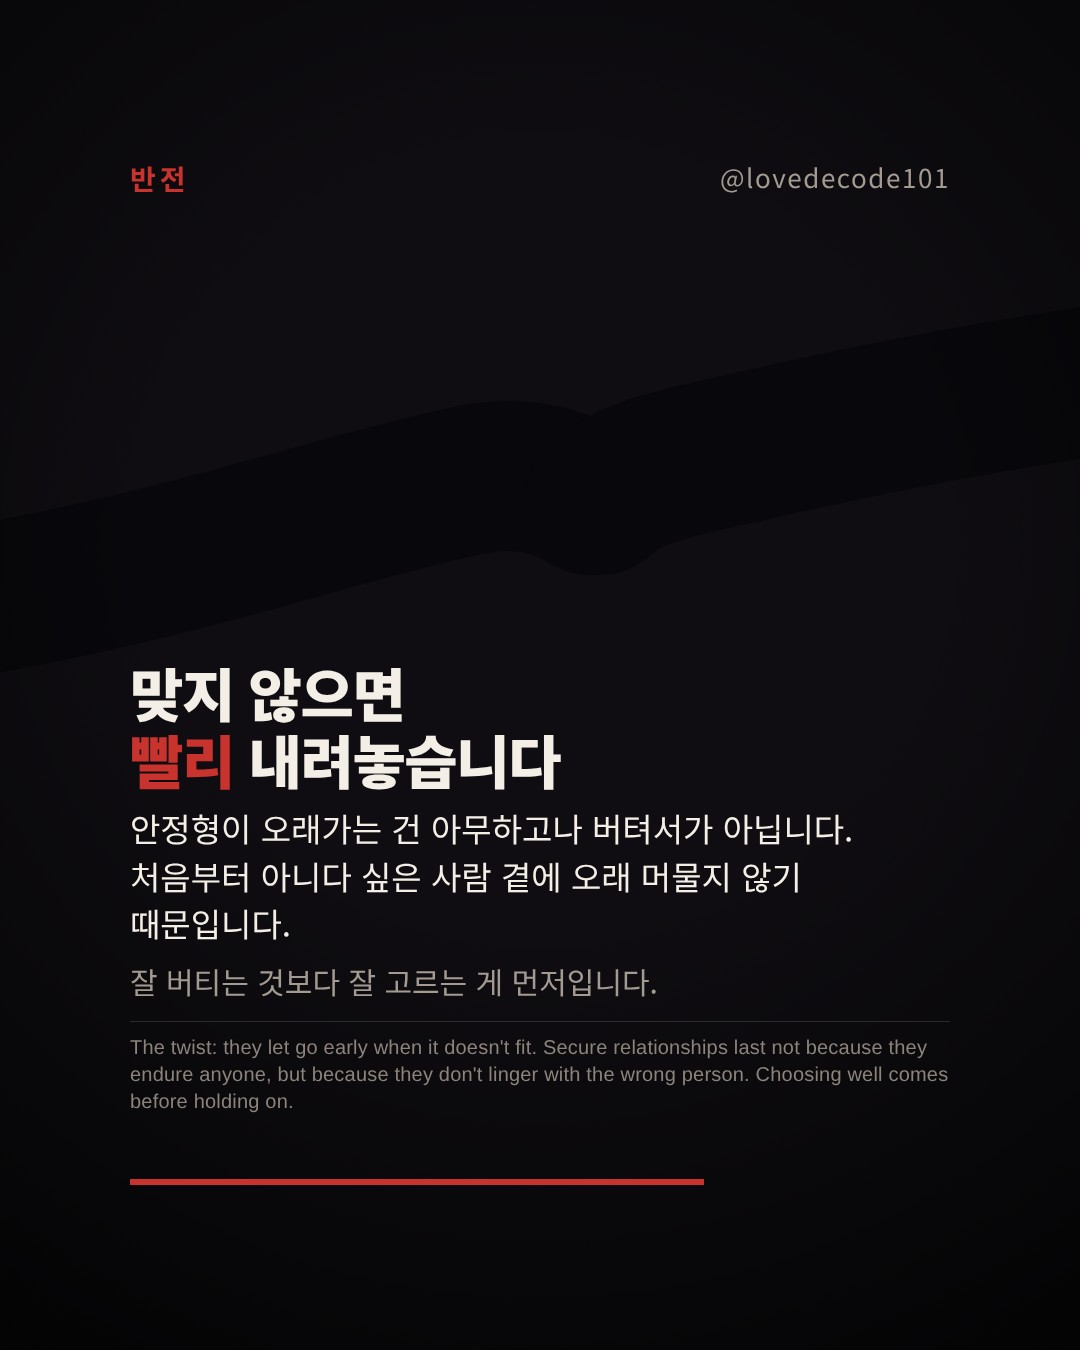 반전
@lovedecode101
맞지 않으면
빨리 내려놓습니다
안정형이 오래가는 건 아무하고나 버텨서가 아닙니다.
처음부터 아니다 싶은 사람 곁에 오래 머물지 않기
때문입니다.
잘 버티는 것보다 잘 고르는 게 먼저입니다.
The twist: they let go early when it doesn't fit. Secure relationships last not because they
endure anyone, but because they don't linger with the wrong person. Choosing well comes
before holding on.